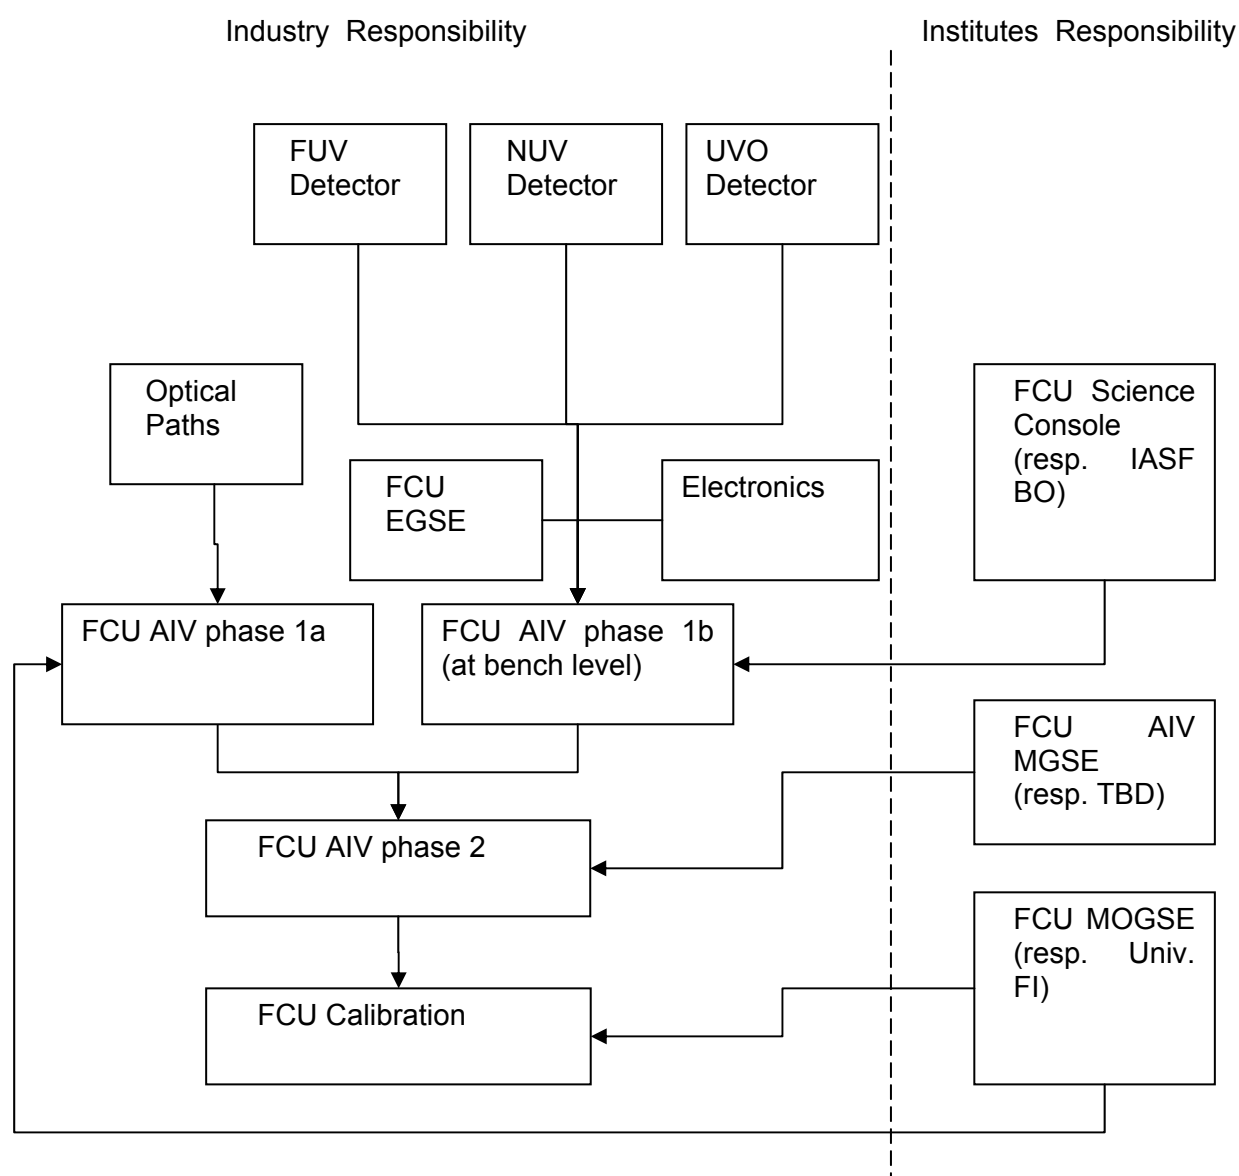 Industry Responsibility
Institutes Responsibility
FUV
Detector
NUV
Detector
UVO
Detector
Optical
Paths
FCU Science
Console
(resp. IASF
BO)
FCU
EGSE
Electronics
FCU AIV phase 1a
FCU AIV phase 1b
(at bench level)
FCU AIV
MGSE
(resp. TBD)
FCU AIV phase 2
FCU MOGSE
(resp. Univ.
FI)
FCU Calibration